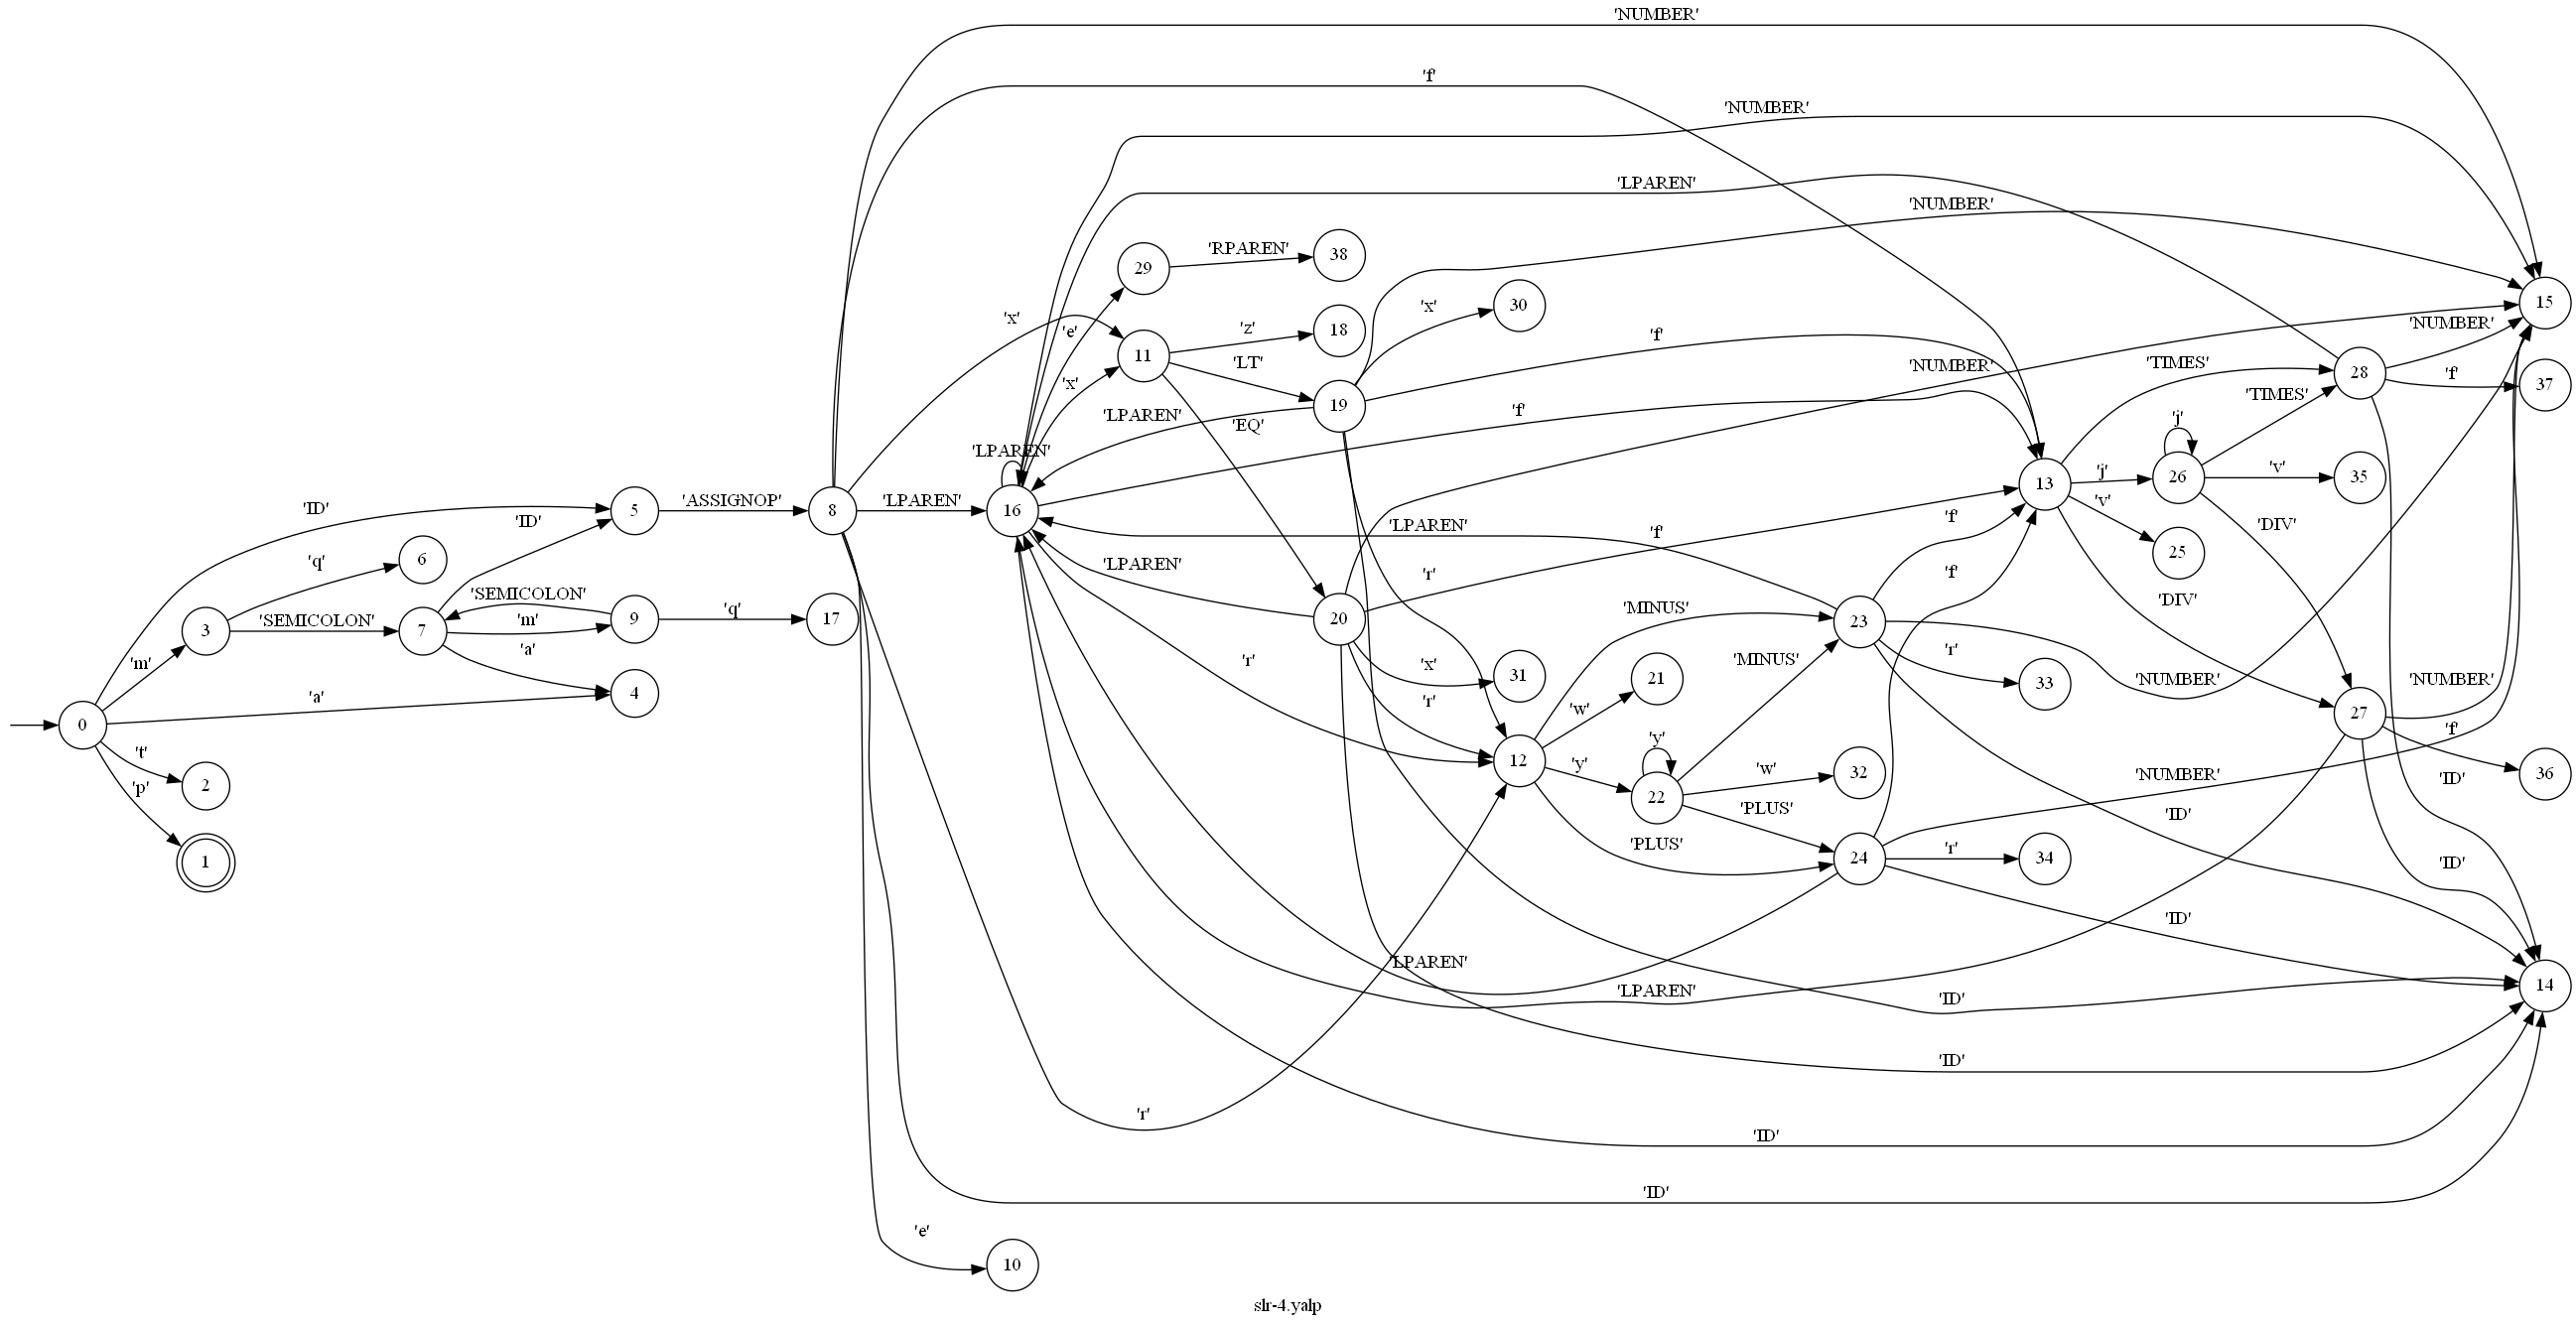 'NUMBER'
'f'
'NUMBER'
'LPAREN'
'NUMBER'
'RPAREN'
29
38
15
'x'
'z'
18
'x'
30
'e'
'f'
'NUMBER'
11
'LT'
'NUMBER'
'TIMES'
28
'f'
37
'x'
19
'TIMES'
'LPAREN'
'EQ'
'f'
'j'
'LPAREN'
'j'
'v'
26
35
13
'v'
'ID'
'ID'
5
'ASSIGNOP'
8
'LPAREN'
16
'LPAREN'
'f'
'f'
'DIV'
'q'
6
25
'LPAREN'
'r'
'f'
'DIV'
'SEMICOLON'
'MINUS'
3
'SEMICOLON'
7
'm'
9
'q'
17
20
23
'm'
'a'
'r'
'x'
31
'w'
21
'MINUS'
'r'
33
'NUMBER'
'NUMBER'
'a'
4
'r'
27
0
'f'
't'
'y'
12
'y'
'w'
32
'NUMBER'
36
'p'
2
22
'PLUS'
'ID'
'ID'
1
'PLUS'
24
'r'
34
'ID'
'ID'
'LPAREN'
'LPAREN'
'ID'
14
'ID'
'r'
'ID'
'ID'
'e'
10
slr-4.yalp